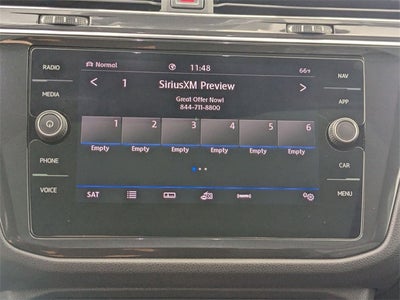 RADIO
MEDIA
PHONE
VOICE
Normal 11:48 66°F
1 SiriusXM Preview
Great Offer Now!
844-711-8800
1 2 3 4 5 6
Empty Empty Empty Empty Empty Empty
SAT
NAV
APP
CAR
MENU